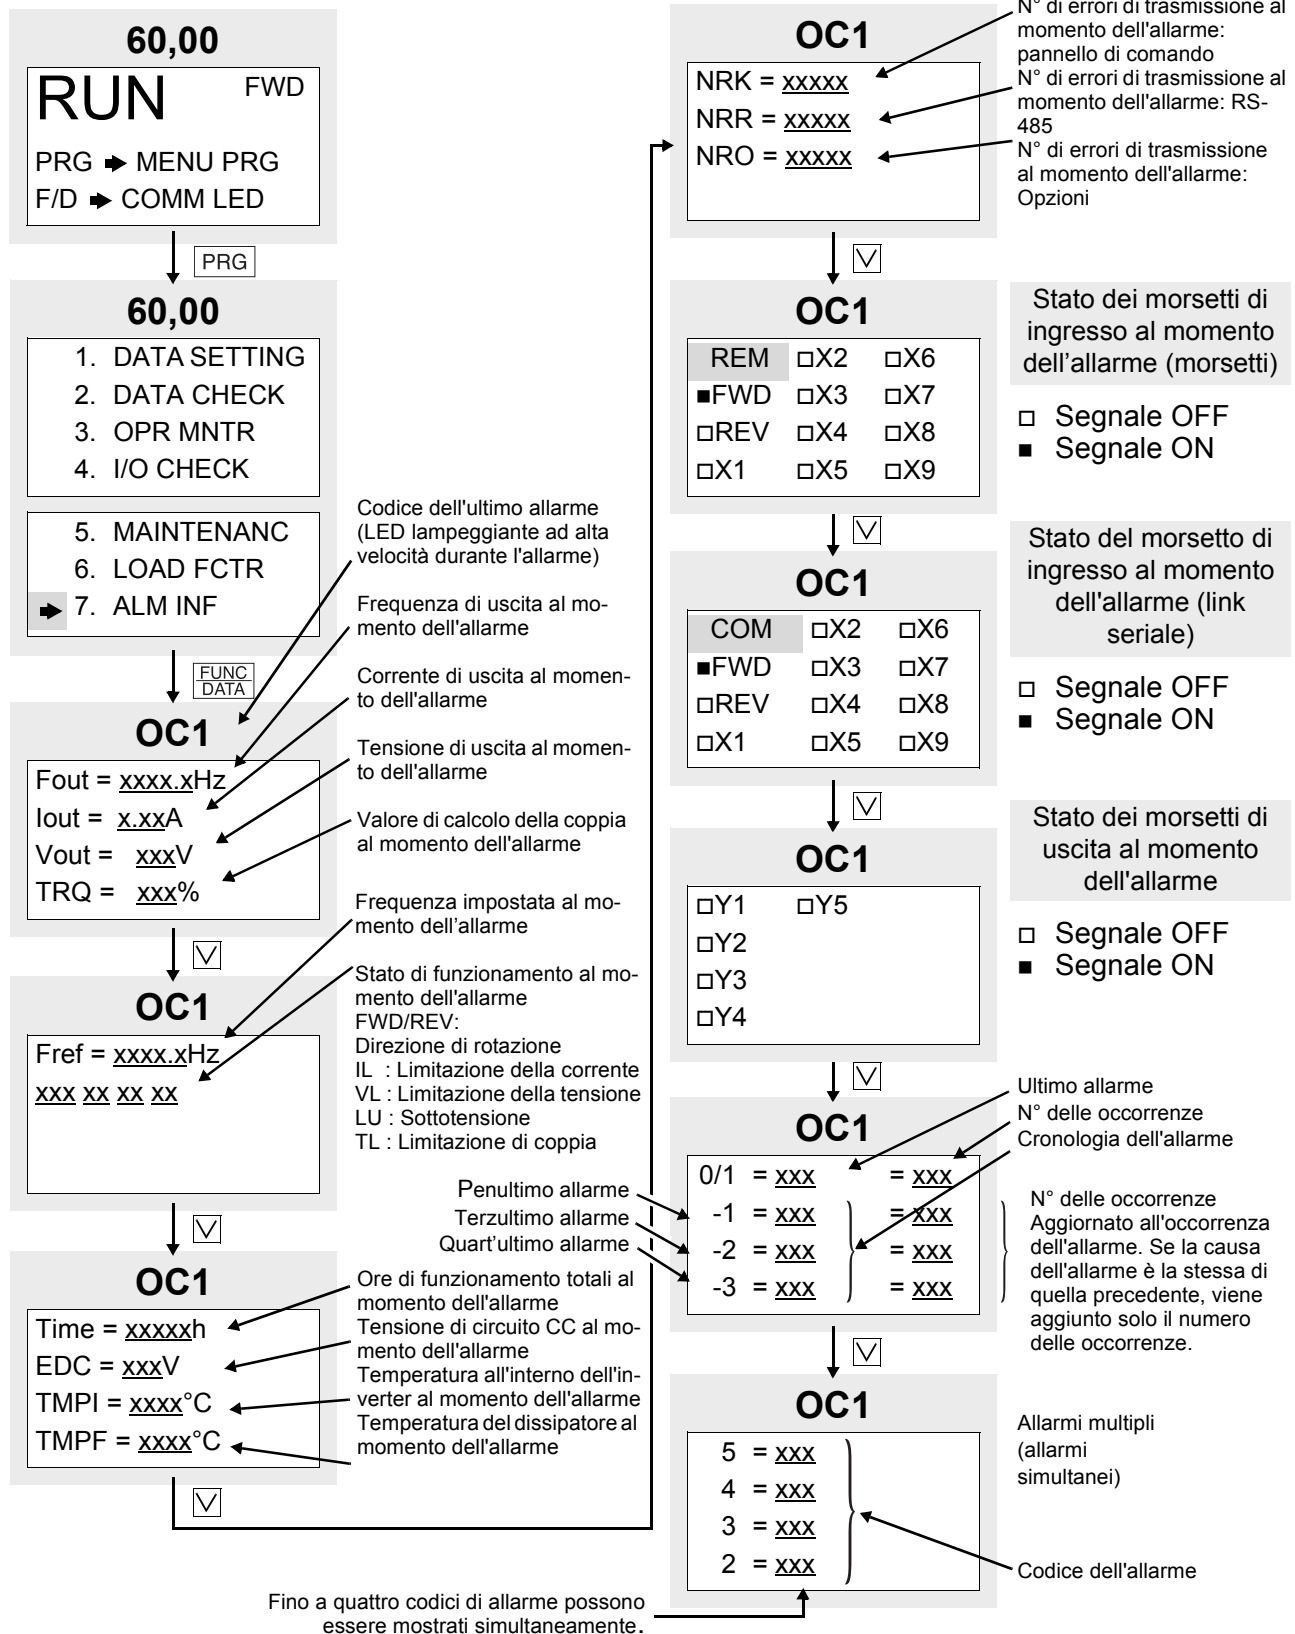 60,00
RUN FWD
PRG ➨ MENU PRG
F/D ➨ COMM LED
PRG
60,00
1. DATA SETTING
2. DATA CHECK
3. OPR MNTR
4. I/O CHECK
5. MAINTENANC
6. LOAD FCTR
➨ 7. ALM INF
FUNC
DATA
Codice dell'ultimo allarme
(LED lampeggiante ad alta
velocità durante l'allarme)
Frequenza di uscita al mo-
mento dell'allarme
Corrente di uscita al momen-
to dell'allarme
Tensione di uscita al momen-
to dell'allarme
Valore di calcolo della coppia
al momento dell'allarme
OC1
Fout = xxxx.xHz
Iout = x.xxA
Vout = xxxV
TRQ = xxx%
Frequenza impostata al mo-
mento dell’allarme
Stato di funzionamento al mo-
mento dell'allarme
FWD/REV:
Direzione di rotazione
IL : Limitazione della corrente
VL : Limitazione della tensione
LU : Sottotensione
TL : Limitazione di coppia
OC1
Fref = xxxx.xHz
xxx xx xx xx
OC1
Time = xxxxxh
EDC = xxxV
TMPI = xxxx°C
TMPF = xxxx°C
Ore di funzionamento totali al
momento dell'allarme
Tensione di circuito CC al mo-
mento dell'allarme
Temperatura all'interno dell'in-
verter al momento dell'allarme
Temperatura del dissipatore al
momento dell'allarme
OC1
NRK = xxxxx
NRR = xxxxx
NRO = xxxxx
N° di errori di trasmissione al
momento dell'allarme:
pannello di comando
N° di errori di trasmissione al
momento dell'allarme: RS-
485
N° di errori di trasmissione
al momento dell'allarme:
Opzioni
OC1
REM □X2 □X6
■FWD □X3 □X7
□REV □X4 □X8
□X1 □X5 □X9
Stato dei morsetti di
ingresso al momento
dell’allarme (morsetti)
□ Segnale OFF
■ Segnale ON
OC1
COM □X2 □X6
■FWD □X3 □X7
□REV □X4 □X8
□X1 □X5 □X9
Stato del morsetto di
ingresso al momento
dell'allarme (link
seriale)
□ Segnale OFF
■ Segnale ON
OC1
□Y1 □Y5
□Y2
□Y3
□Y4
Stato dei morsetti di
uscita al momento
dell'allarme
□ Segnale OFF
■ Segnale ON
OC1
0/1 = xxx = xxx
-1 = xxx = xxx
-2 = xxx = xxx
-3 = xxx = xxx
Penultimo allarme
Terzultimo allarme
Quart’ultimo allarme
Ultimo allarme
N° delle occorrenze
Cronologia dell'allarme
N° delle occorrenze
Aggiornato all'occorrenza
dell'allarme. Se la causa
dell'allarme è la stessa di
quella precedente, viene
aggiunto solo il numero
delle occorrenze.
OC1
5 = xxx
4 = xxx
3 = xxx
2 = xxx
Allarmi multipli
(allarmi
simultanei)
Codice dell'allarme
Fino a quattro codici di allarme possono
essere mostrati simultaneamente.